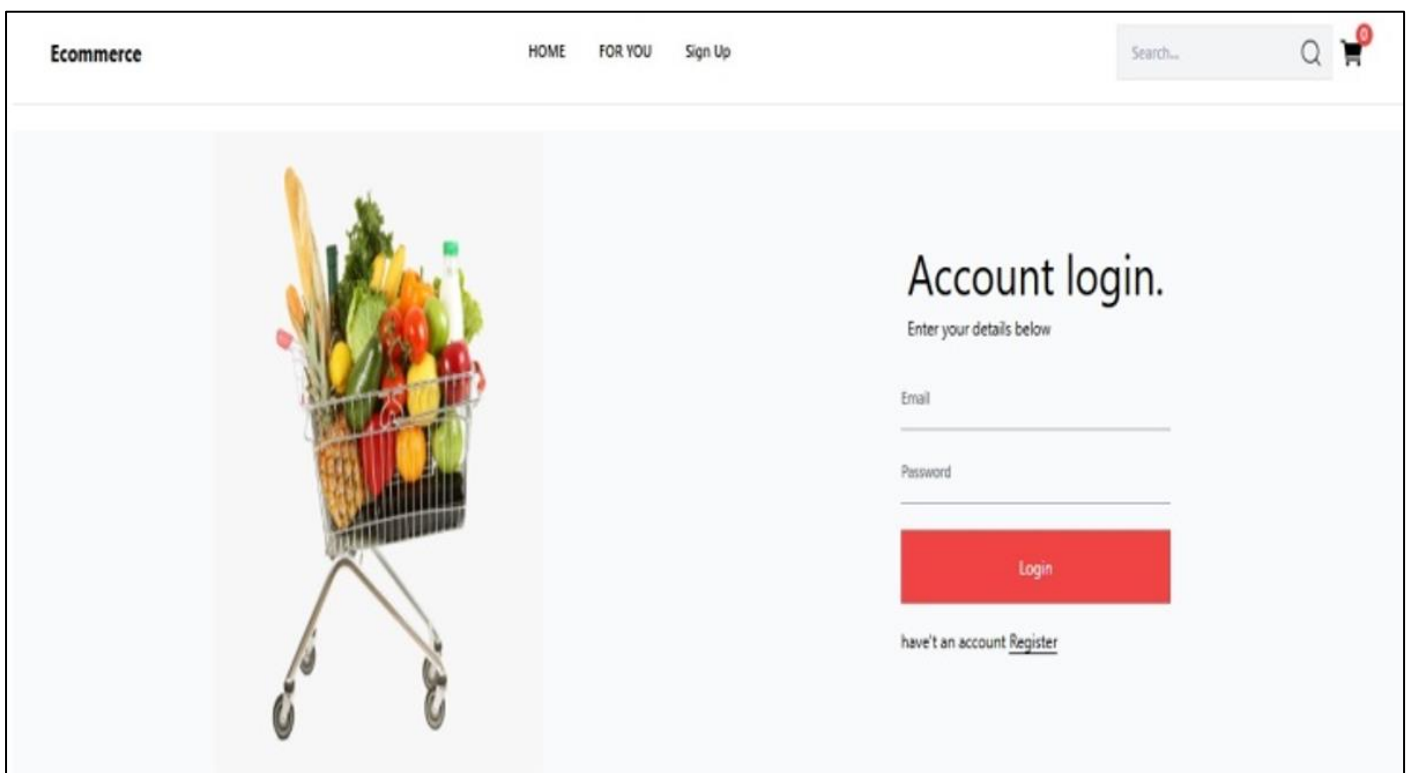 Ecommerce
HOME FOR YOU Sign Up
Search...
0
Account login.
Enter your details below
Email
Password
Login
have't an account Register